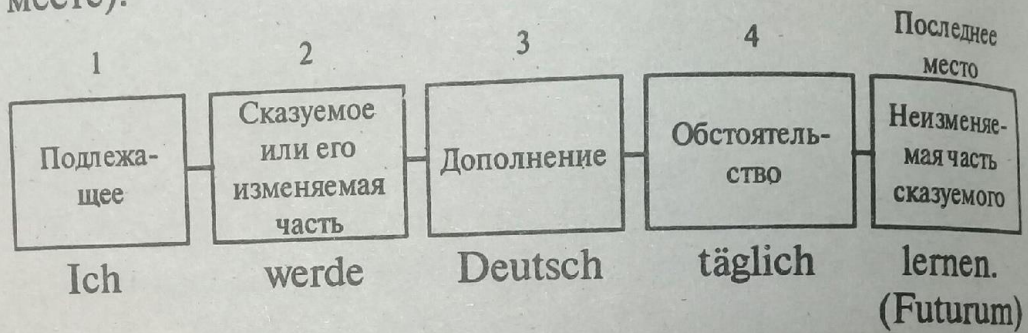 место).
1
2
3
4
Последнее
место
Подлежа-
щее
Сказуемое
или его
изменяемая
часть
Дополнение
Обстоятель-
ство
Неизменяе-
мая часть
сказуемого
Ich
werde
Deutsch
täglich
lernen.
(Futurum)